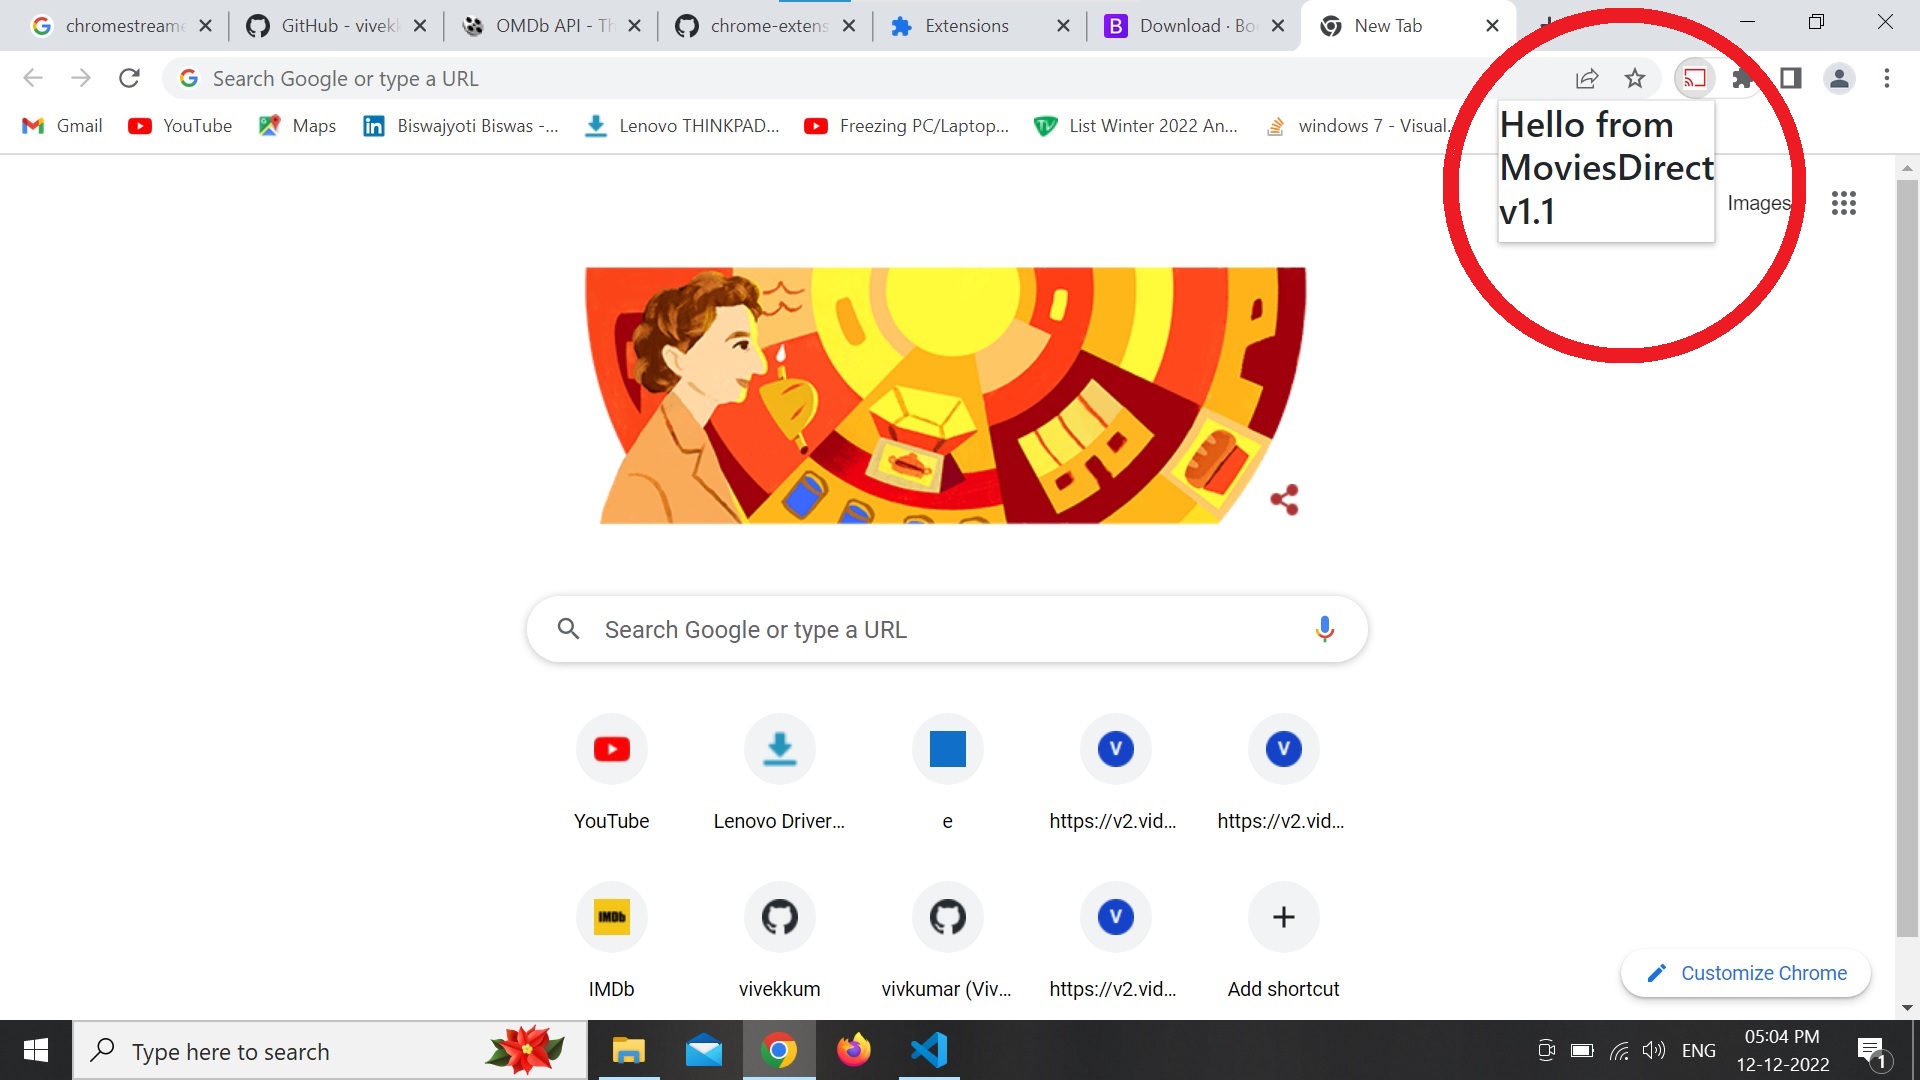 chromestreame
GitHub - vivekk
OMDb API - Th
chrome-extens
Extensions
Download · Bo
New Tab
Search Google or type a URL
Gmail
YouTube
Maps
Biswajyoti Biswas -...
Lenovo THINKPAD...
Freezing PC/Laptop...
List Winter 2022 An...
windows 7 - Visual...
Hello from
MoviesDirect
v1.1
Images
Search Google or type a URL
YouTube
Lenovo Driver...
e
https://v2.vid...
https://v2.vid...
IMDb
IMDb
vivekkum
vivkumar (Viv...
https://v2.vid...
Add shortcut
Customize Chrome
Type here to search
ENG
05:04 PM
12-12-2022
1